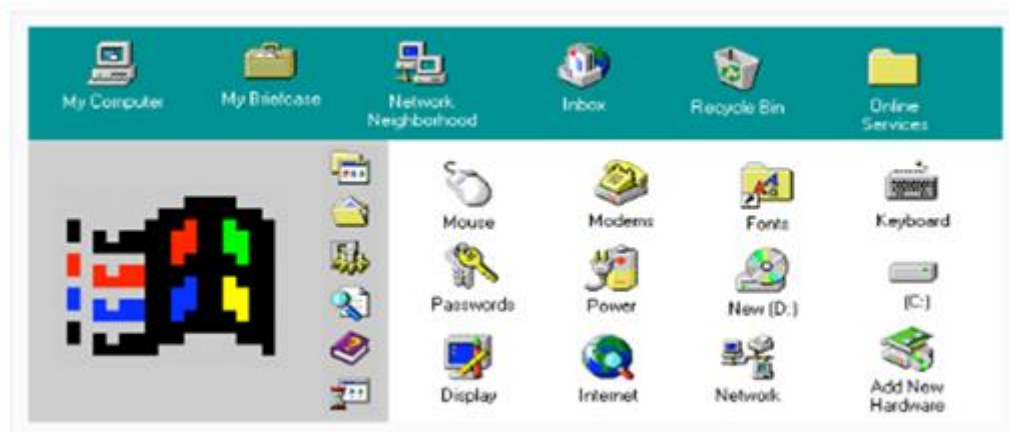 My Computer
My Briefcase
Network
Neighborhood
Inbox
Recycle Bin
Online
Services
Mouse
Modems
Fonts
Keyboard
Passwords
Power
New (D:)
(C:)
Display
Internet
Network
Add New
Hardware